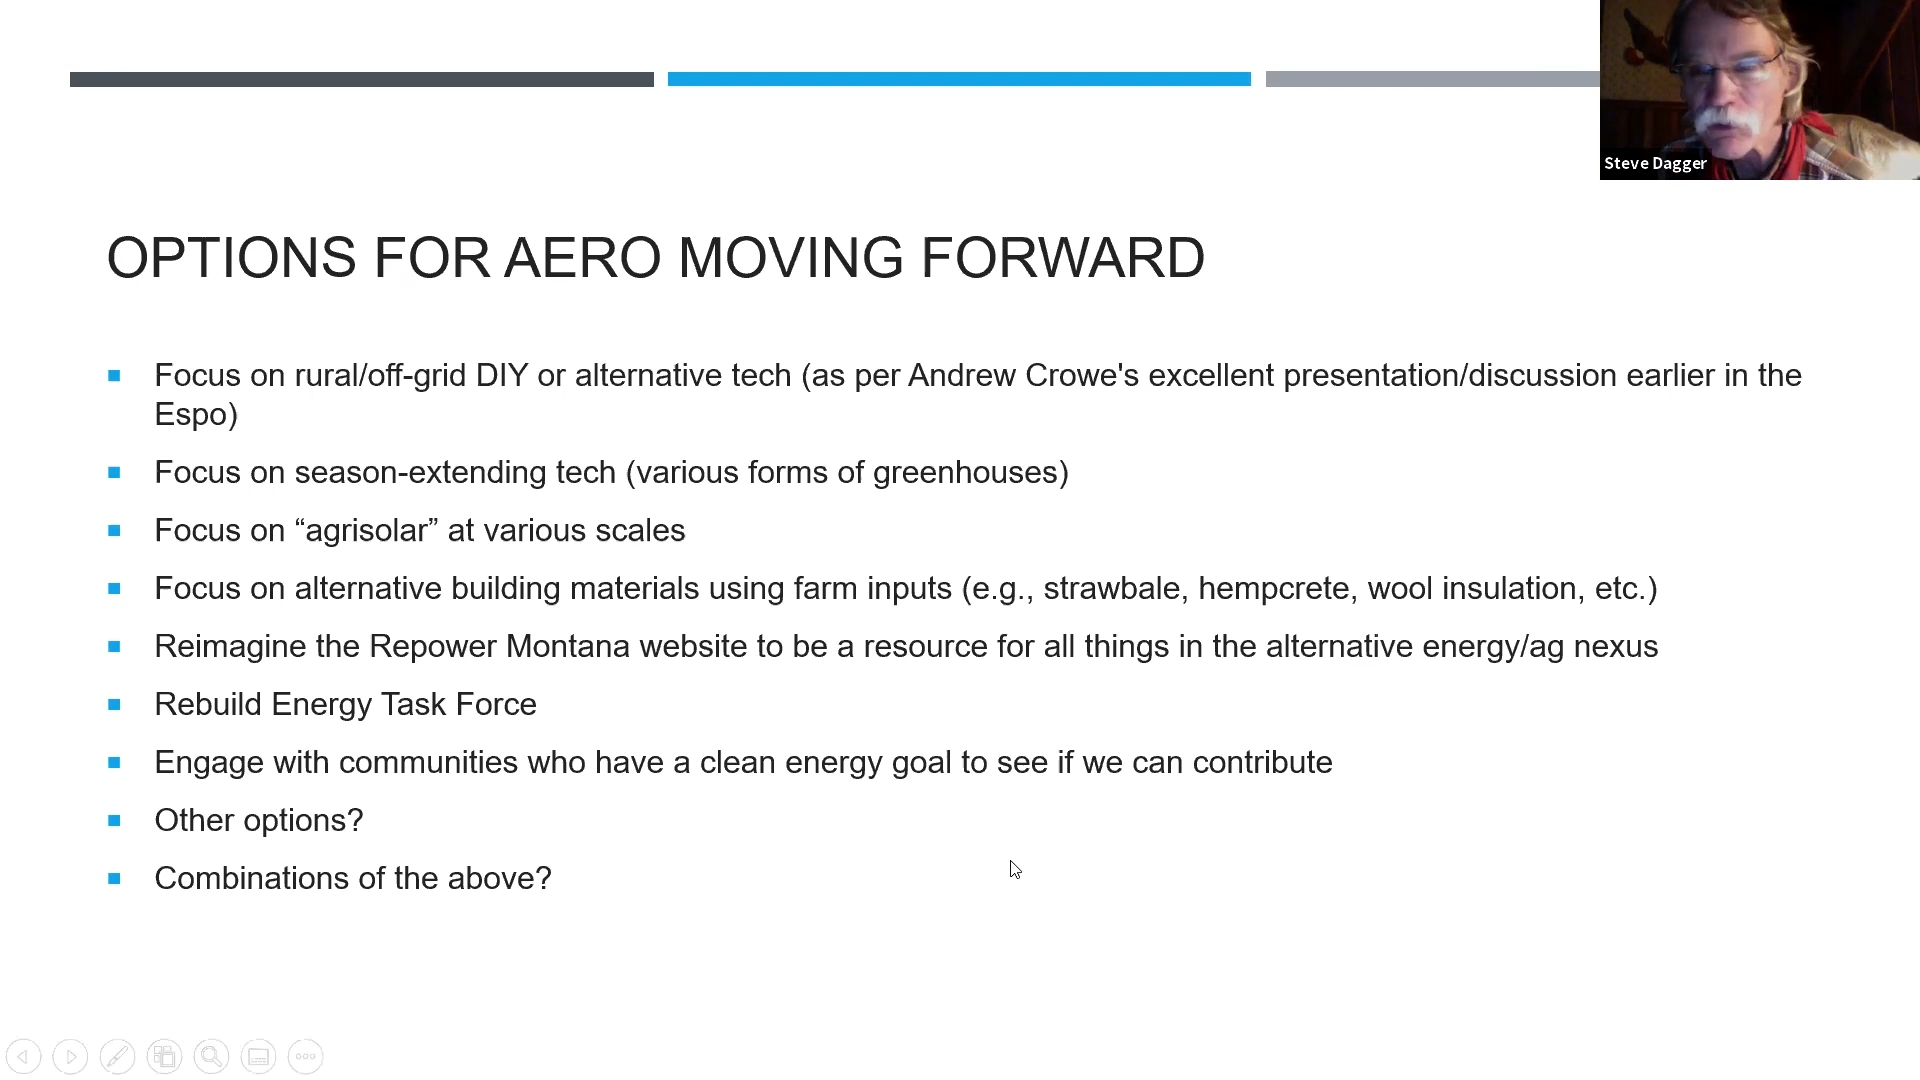 Steve Dagger
OPTIONS FOR AERO MOVING FORWARD
Focus on rural/off-grid DIY or alternative tech (as per Andrew Crowe's excellent presentation/discussion earlier in the
Espo)
Focus on season-extending tech (various forms of greenhouses)
Focus on “agrisolar” at various scales
Focus on alternative building materials using farm inputs (e.g., strawbale, hempcrete, wool insulation, etc.)
Reimagine the Repower Montana website to be a resource for all things in the alternative energy/ag nexus
Rebuild Energy Task Force
Engage with communities who have a clean energy goal to see if we can contribute
Other options?
Combinations of the above?